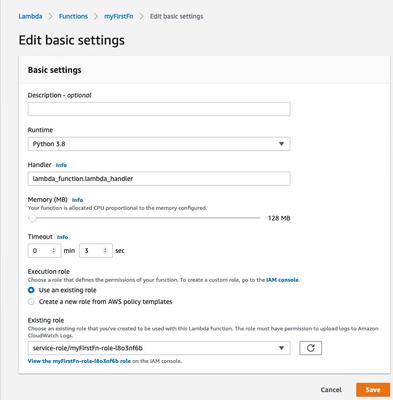 Lambda > Functions > myFirstFn > Edit basic settings
Edit basic settings
Basic settings
Description - optional
Runtime
Python 3.8
Handler Info
lambda_function.lambda_handler
Memory (MB) Info
Your function is allocated CPU proportional to the memory configured.
128 MB
Timeout Info
0 min 3 sec
Execution role
Choose a role that defines the permissions of your function. To create a custom role, go to the IAM console.
Use an existing role
Create a new role from AWS policy templates
Existing role
Choose an existing role that you've created to be used with this Lambda function. The role must have permission to upload logs to Amazon
CloudWatch Logs.
service-role/myFirstFn-role-l8o3nf6b
View the myFirstFn-role-l8o3nf6b role on the IAM console.
Cancel Save